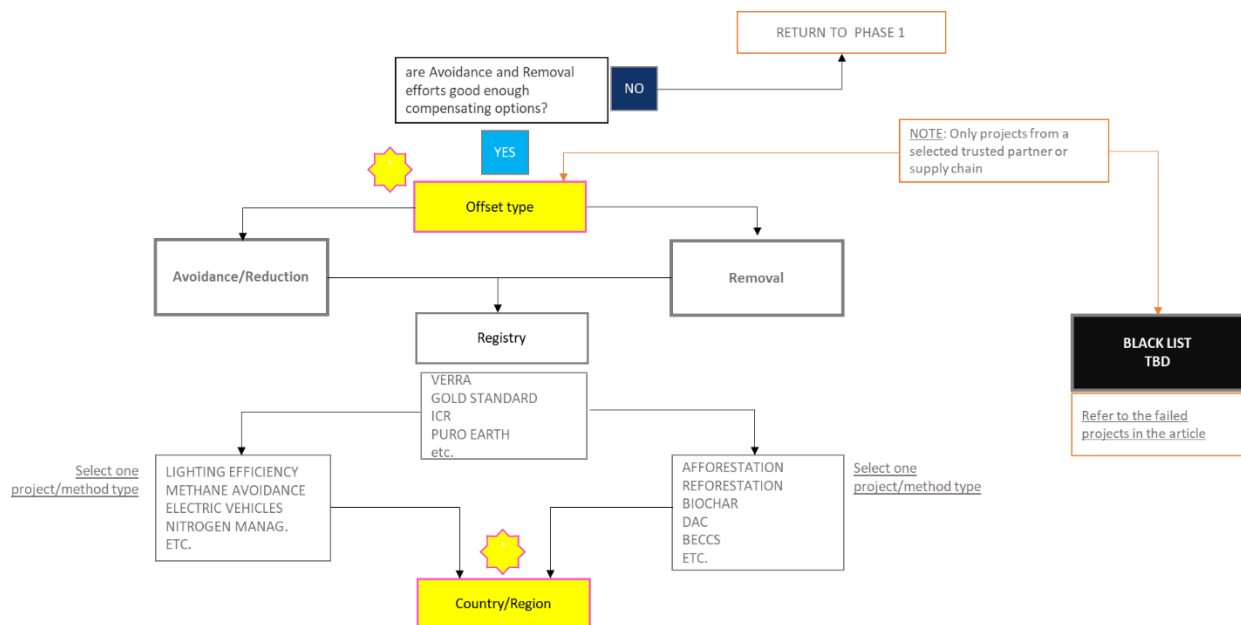 RETURN TO PHASE 1
are Avoidance and Removal
efforts good enough
compensating options?
NO
YES
NOTE: Only projects from a
selected trusted partner or
supply chain
Offset type
Avoidance/Reduction
Removal
Registry
BLACK LIST
TBD
VERRA
GOLD STANDARD
ICR
PURO EARTH
etc.
Refer to the failed
projects in the article
Select one
project/method type
LIGHTING EFFICIENCY
METHANE AVOIDANCE
ELECTRIC VEHICLES
NITROGEN MANAG.
ETC.
AFFORESTATION
REFORESTATION
BIOCHAR
DAC
BECCS
ETC.
Select one
project/method type
Country/Region